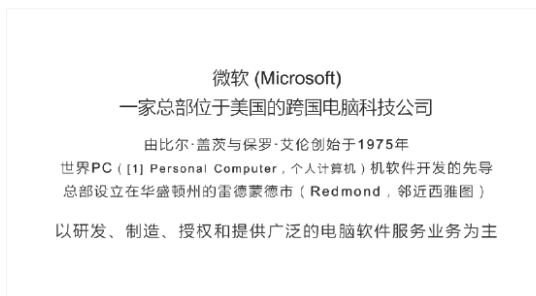 微软 (Microsoft)
一家总部位于美国的跨国电脑科技公司
由比尔·盖茨与保罗·艾伦创始于1975年
世界PC（[1] Personal Computer，个人计算机）机软件开发的先导
总部设立在华盛顿州的雷德蒙德市（Redmond，邻近西雅图）
以研发、制造、授权和提供广泛的电脑软件服务业务为主